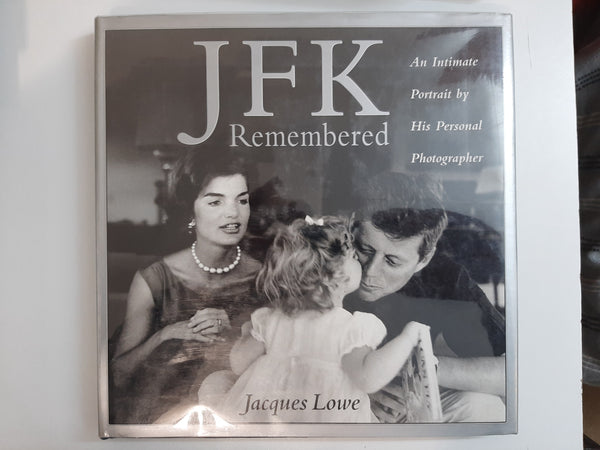 JFK
Remembered
An Intimate
Portrait by
His Personal
Photographer
Jacques Lowe